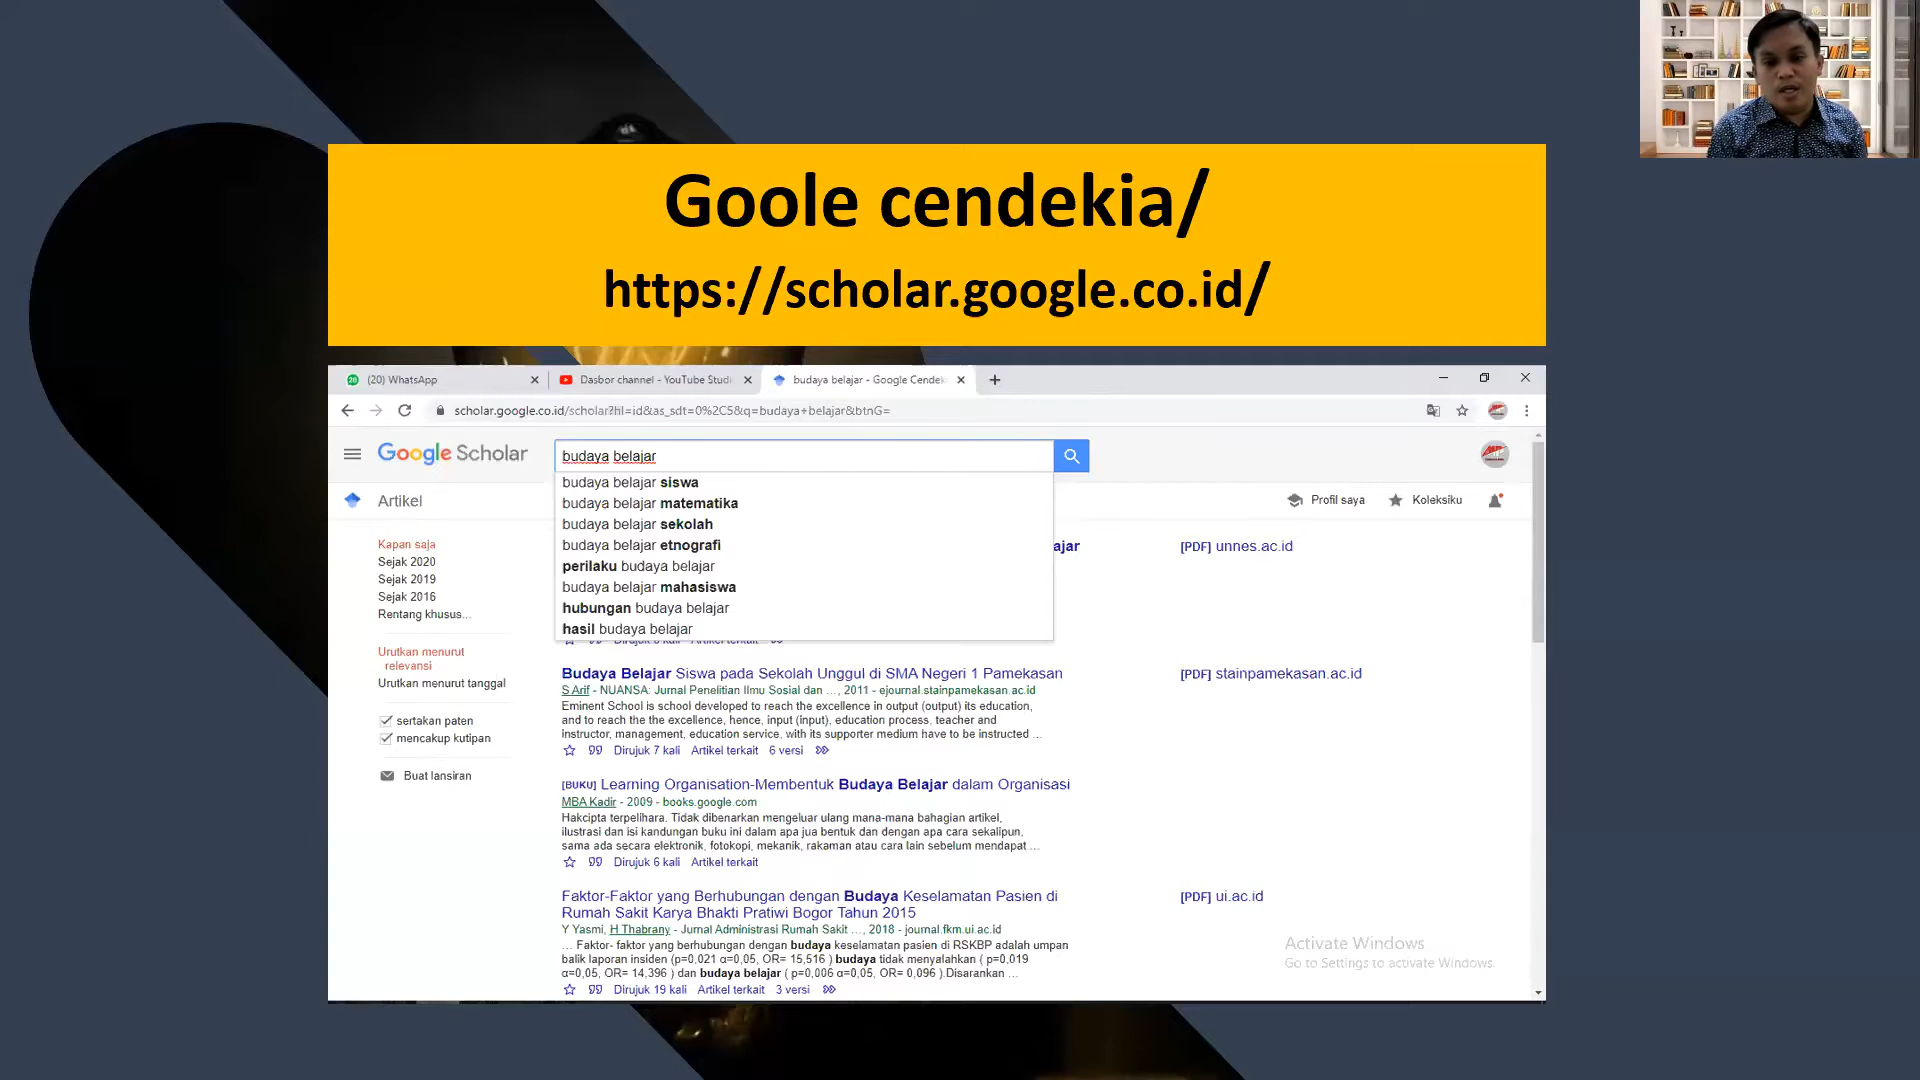 Goole cendekia/
https://scholar.google.co.id/
(20) WhatsApp
Dasbor channel - YouTube Studi
budaya belajar - Google Cendek
scholar.google.co.id/scholar?hl=id&as_sdt=0%2C5&q=budaya+belajar&btnG=
Google Scholar
budaya belajar
budaya belajar siswa
budaya belajar matematika
budaya belajar sekolah
budaya belajar etnografi
perilaku budaya belajar
budaya belajar mahasiswa
hubungan budaya belajar
hasil budaya belajar
Artikel
Profil saya
Koleksiku
Kapan saja
Sejak 2020
Sejak 2019
Sejak 2016
Rentang khusus...
Urutkan menurut
relevansi
Urutkan menurut tanggal
sertakan paten
mencakup kutipan
Buat lansiran
ajar
[PDF] unnes.ac.id
Budaya Belajar Siswa pada Sekolah Unggul di SMA Negeri 1 Pamekasan
[PDF] stainpamekasan.ac.id
S Arif - NUANSA: Jurnal Penelitian Ilmu Sosial dan ..., 2011 - ejournal.stainpamekasan.ac.id
Eminent School is school developed to reach the excellence in output (output) its education,
and to reach the the excellence, hence, input (input), education process, teacher and
instructor, management, education service, with its supporter medium have to be instructed ...
Dirujuk 7 kali Artikel terkait 6 versi
[BUKU] Learning Organisation-Membentuk Budaya Belajar dalam Organisasi
MBA Kadir - 2009 - books.google.com
Hakcipta terpelihara. Tidak dibenarkan mengeluar ulang mana-mana bahagian artikel,
ilustrasi dan isi kandungan buku ini dalam apa jua bentuk dan dengan apa cara sekalipun,
sama ada secara elektronik, fotokopi, mekanik, rakaman atau cara lain sebelum mendapat ...
Dirujuk 6 kali Artikel terkait
Faktor-Faktor yang Berhubungan dengan Budaya Keselamatan Pasien di
Rumah Sakit Karya Bhakti Pratiwi Bogor Tahun 2015
[PDF] ui.ac.id
Y Yasmi, H Thabrany - Jurnal Administrasi Rumah Sakit ..., 2018 - journal.fkm.ui.ac.id
... Faktor- faktor yang berhubungan dengan budaya keselamatan pasien di RSKBP adalah umpan
balik laporan insiden (p=0,021 α=0,05, OR= 15,516 ) budaya tidak menyalahkan ( p=0,019
α=0,05, OR= 14,396 ) dan budaya belajar ( p=0,006 α=0,05, OR= 0,096 ).Disarankan ...
Dirujuk 19 kali Artikel terkait 3 versi
Activate Windows
Go to Settings to activate Windows.